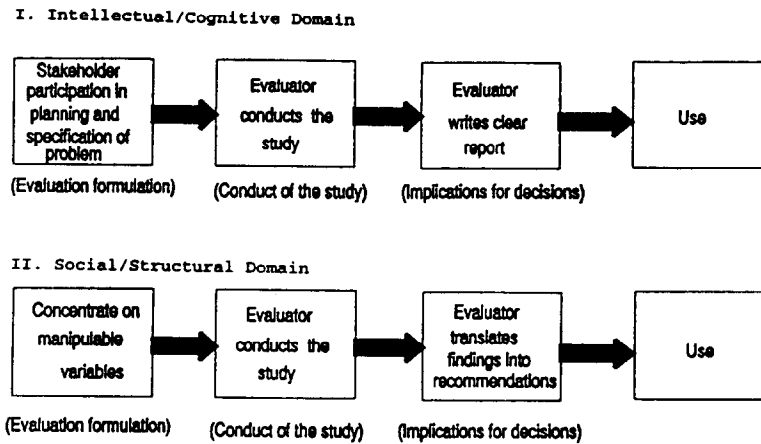 I. Intellectual/Cognitive Domain
Stakeholder
participation in
planning and
specification of
problem
Evaluator
conducts the
study
Evaluator
writes clear
report
Use
(Evaluation formulation)
(Conduct of the study)
(Implications for decisions)
II. Social/Structural Domain
Concentrate on
manipulable
variables
Evaluator
conducts the
study
Evaluator
translates
findings into
recommendations
Use
(Evaluation formulation)
(Conduct of the study)
(Implications for decisions)